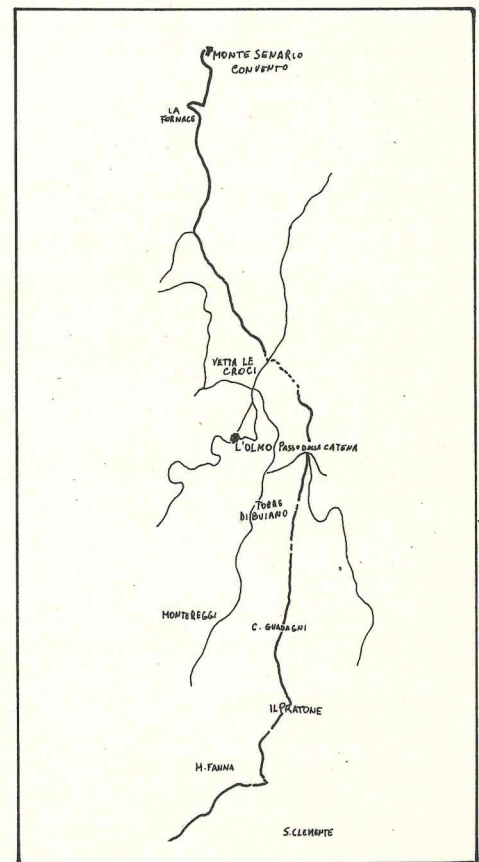 MONTE SENARIO
CONVENTO
LA
FORNACE
VETTA LE
CROCI
L'OLMO
PASSO DELLA CATENA
TORRE
DI BUIANO
MONTEREGGI
C. GUADAGNI
IL PRATONE
M. FANNA
S. CLEMENTE